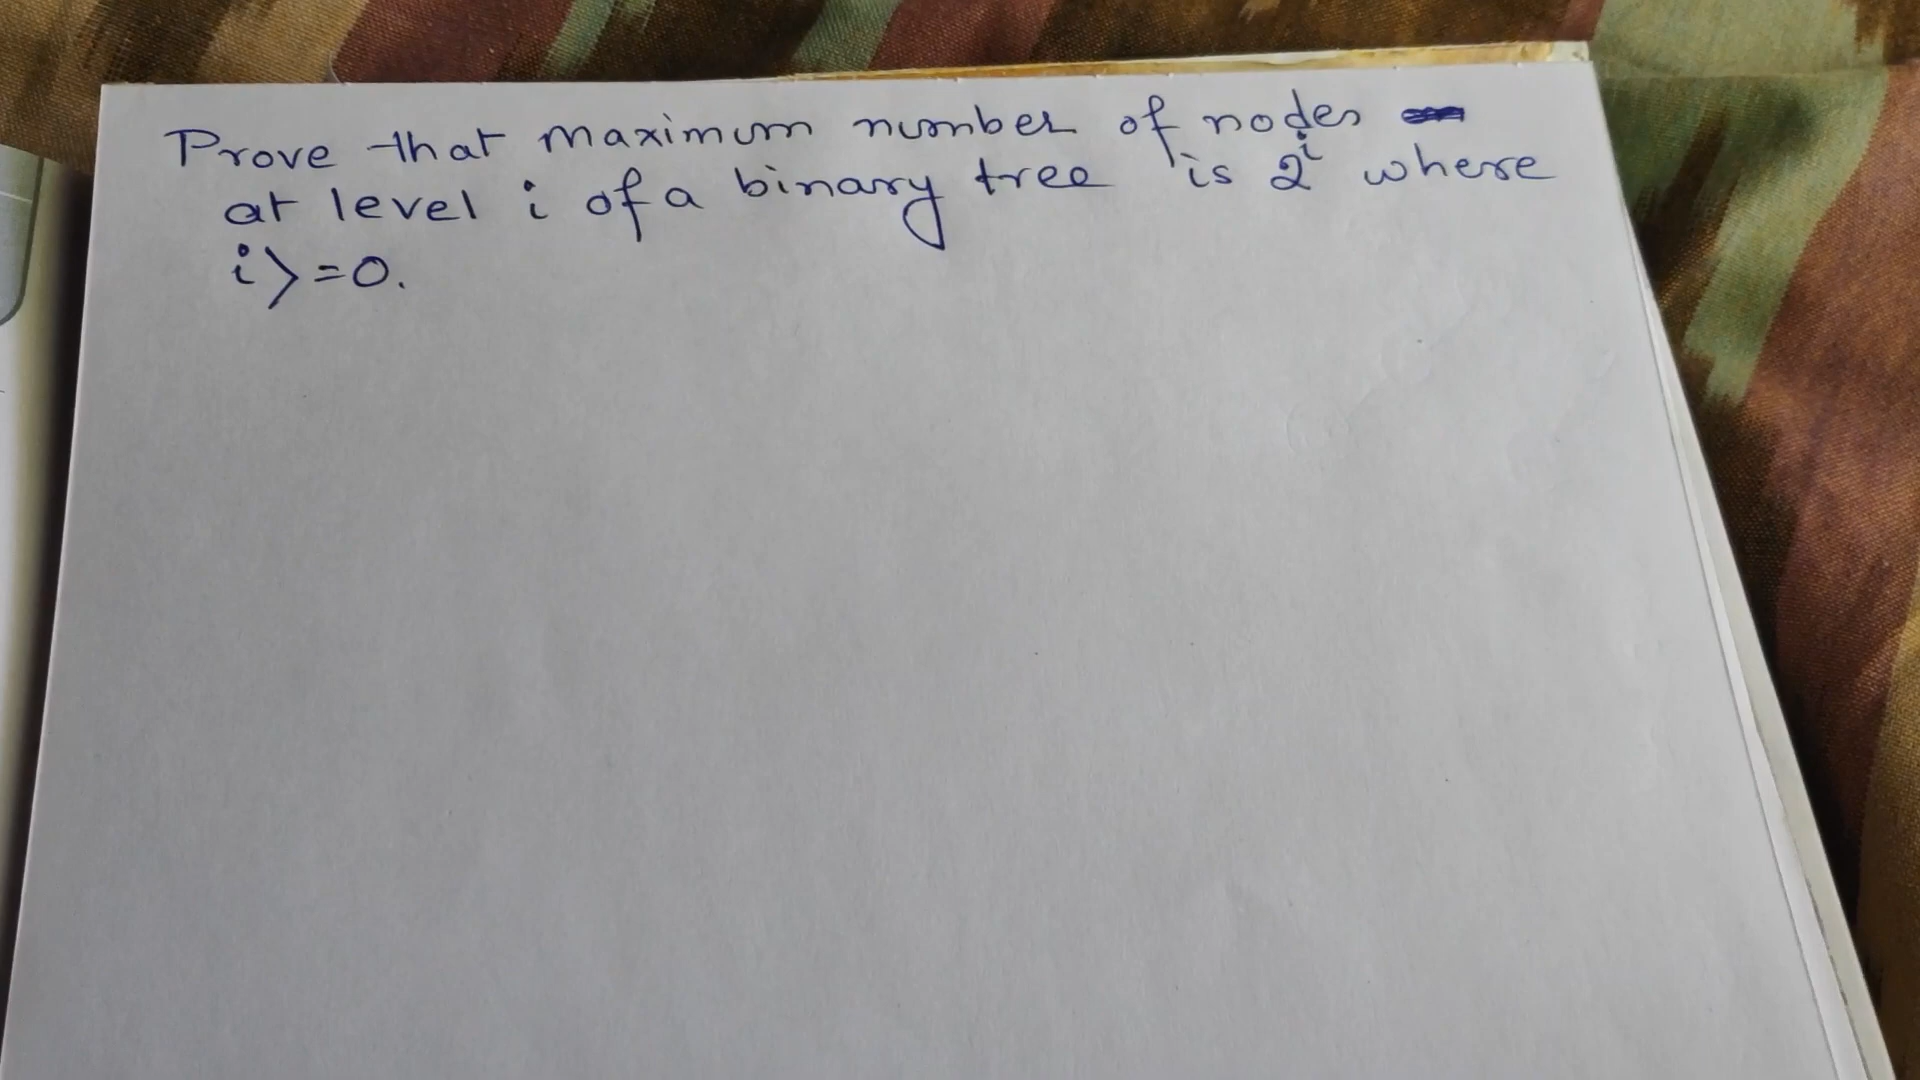 Prove that maximum number of nodes
at level i of a binary tree is 2^i where
i>=0.